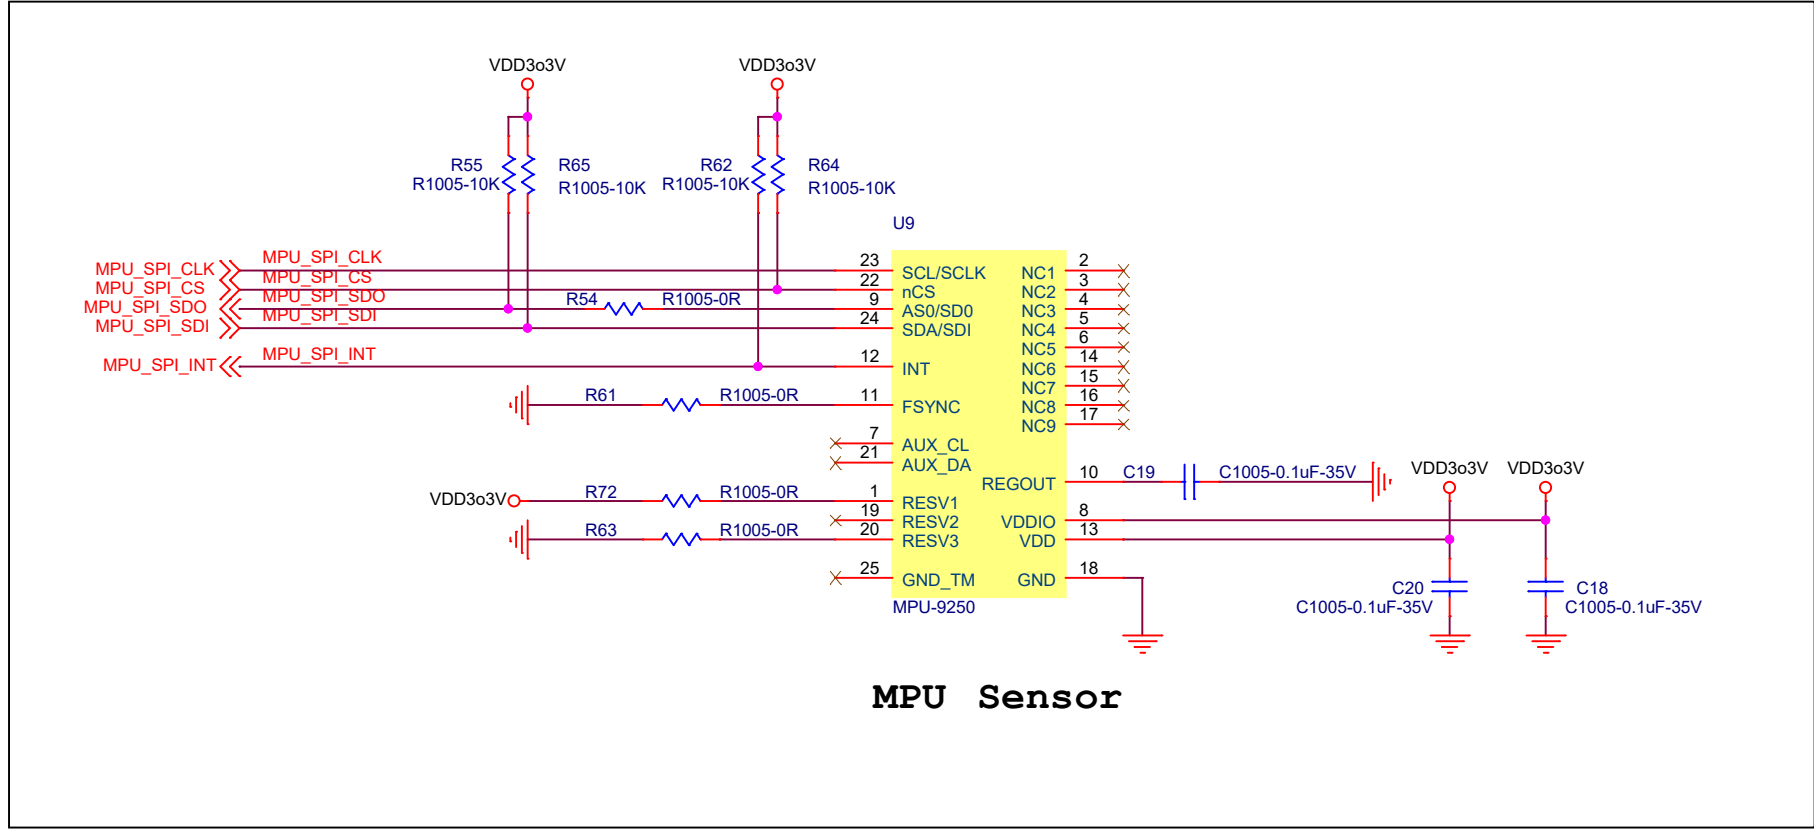 VDD3o3V
VDD3o3V
R55
R1005-10K
R65
R1005-10K
R62
R1005-10K
R64
R1005-10K
U9
MPU_SPI_CLK
MPU_SPI_CLK
23
SCL/SCLK
MPU_SPI_CS
MPU_SPI_CS
22
nCS
MPU_SPI_SDO
MPU_SPI_SDO
R54
R1005-0R
9
AS0/SD0
MPU_SPI_SDI
MPU_SPI_SDI
24
SDA/SDI
MPU_SPI_INT
MPU_SPI_INT
12
INT
R61
R1005-0R
11
FSYNC
7
AUX_CL
21
AUX_DA
VDD3o3V
R72
R1005-0R
1
RESV1
19
RESV2
R63
R1005-0R
20
RESV3
25
GND_TM
NC1
2
NC2
3
NC3
4
NC4
5
NC5
6
NC6
14
NC7
15
NC8
16
NC9
17
REGOUT
10
C19
C1005-0.1uF-35V
VDD3o3V
VDD3o3V
VDDIO
8
VDD
13
GND
18
C20
C1005-0.1uF-35V
C18
C1005-0.1uF-35V
MPU-9250
MPU Sensor